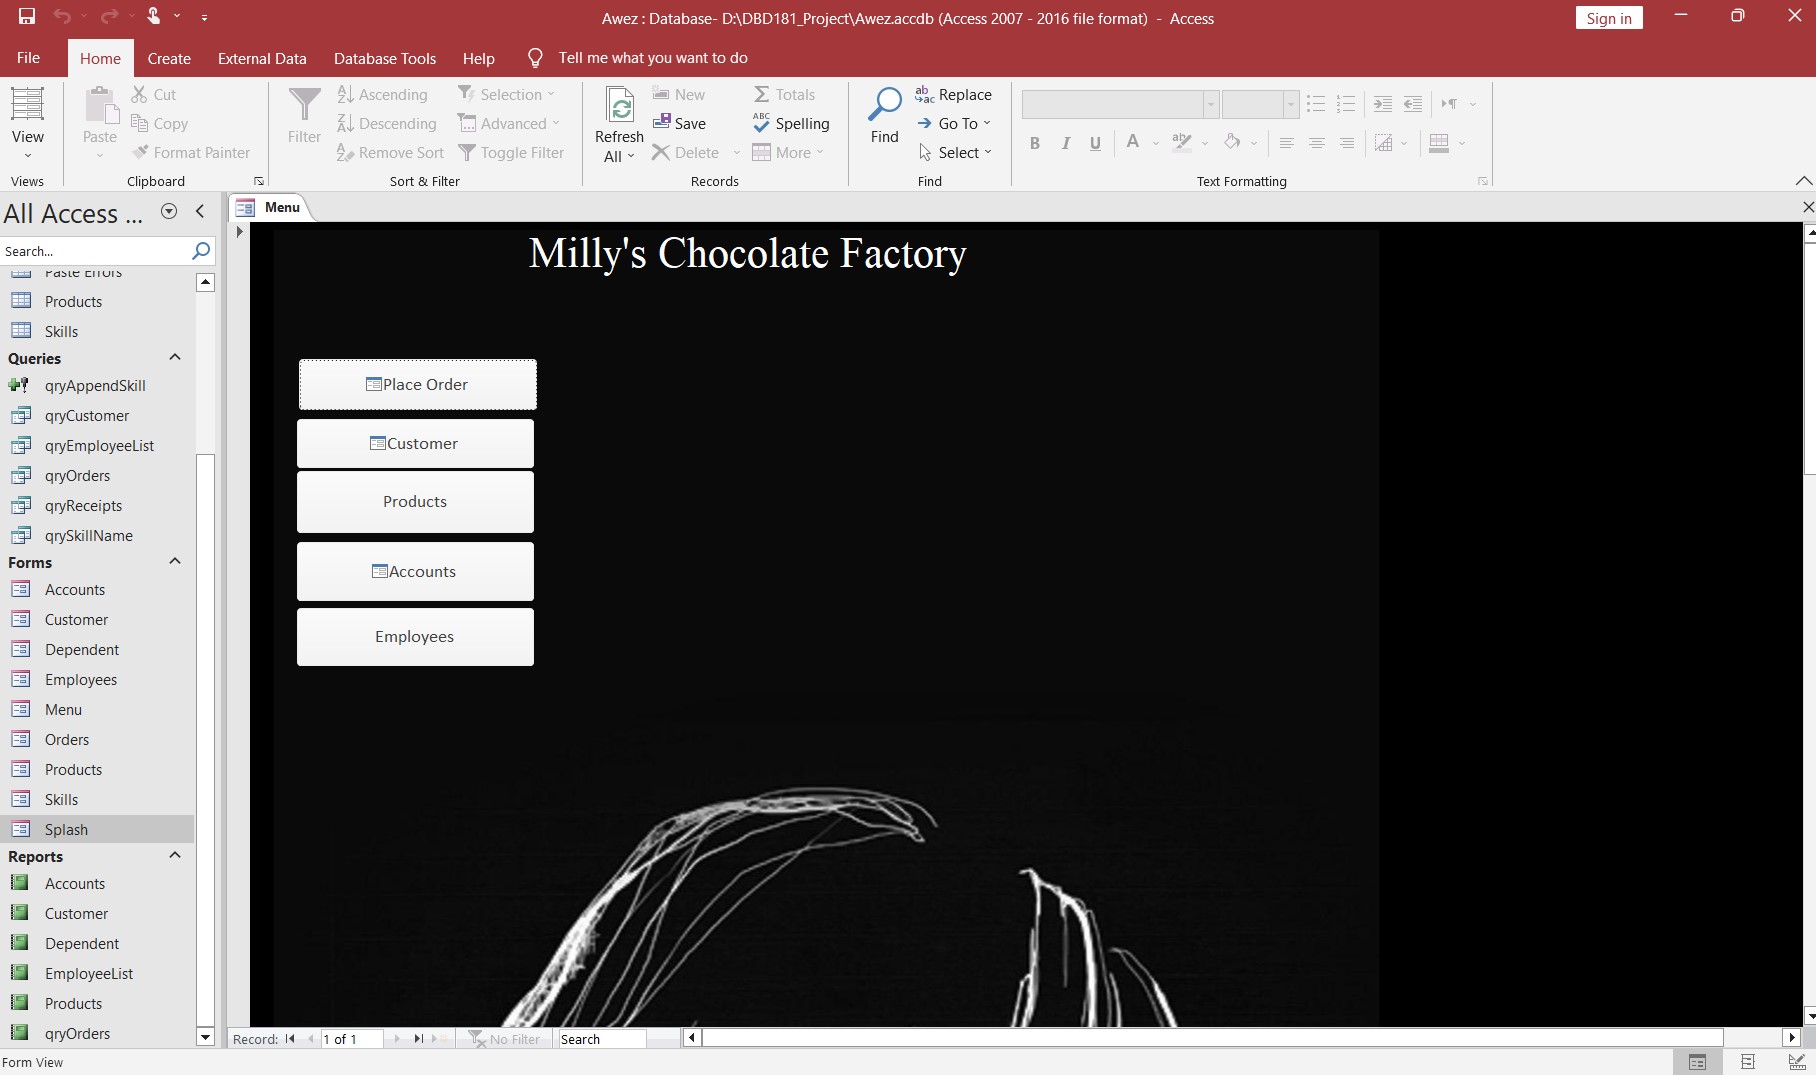 Awez : Database- D:\DBD181_Project\Awez.accdb (Access 2007 - 2016 file format) - Access
Sign in
File Home Create External Data Database Tools Help Tell me what you want to do
View
Views
Paste
Cut
Copy
Format Painter
Clipboard
Filter
Ascending
Descending
Remove Sort
Selection
Advanced
Toggle Filter
Sort & Filter
Refresh
All
New
Save
Delete
Totals
Spelling
More
Records
Find
Replace
Go To
Select
Find
B I U A
Text Formatting
All Access ...
Search...
Paste Errors
Products
Skills
Queries
qryAppendSkill
qryCustomer
qryEmployeeList
qryOrders
qryReceipts
qrySkillName
Forms
Accounts
Customer
Dependent
Employees
Menu
Orders
Products
Skills
Splash
Reports
Accounts
Customer
Dependent
EmployeeList
Products
qryOrders
Menu
Milly's Chocolate Factory
Place Order
Customer
Products
Accounts
Employees
Record: 1 of 1 No Filter Search
Form View